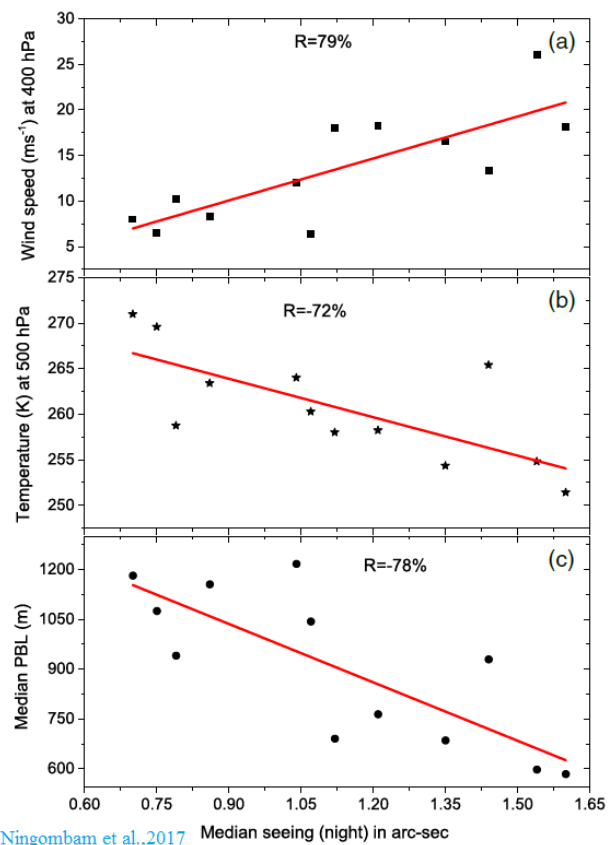 30
25
20
15
10
5
Wind speed (ms⁻¹) at 400 hPa
R=79%
(a)
275
270
265
260
255
250
Temperature (K) at 500 hPa
R=-72%
(b)
1200
1050
900
750
600
Median PBL (m)
R=-78%
(c)
0.60 0.75 0.90 1.05 1.20 1.35 1.50 1.65
Ningombam et al.,2017 Median seeing (night) in arc-sec